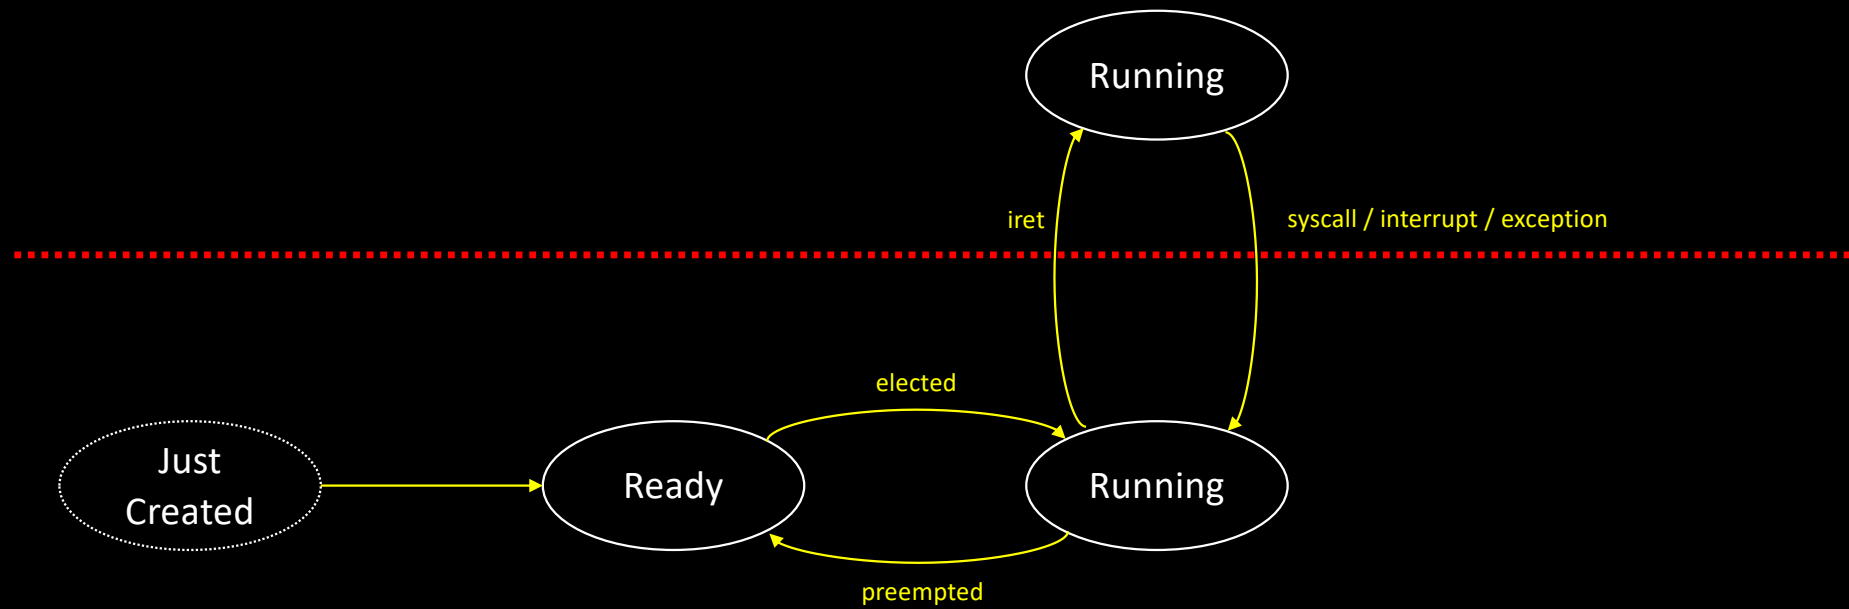 Running
iret
syscall / interrupt / exception
elected
Just
Created
Ready
Running
preempted